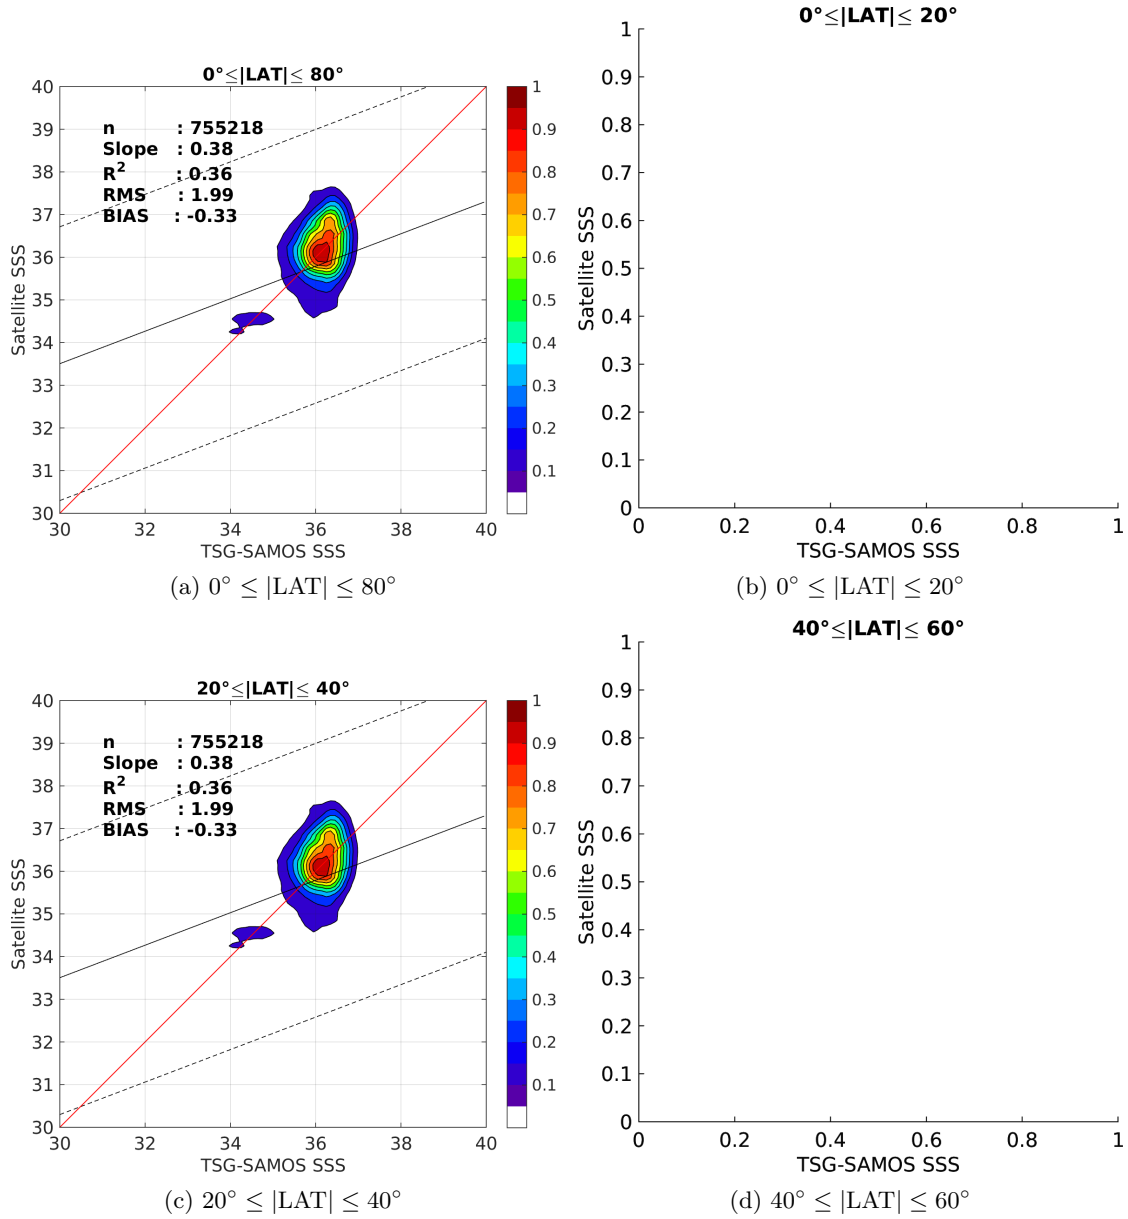 0°≤|LAT|≤ 80°
40
39
38
37
36
35
34
33
32
31
30
Satellite SSS
n : 755218
Slope : 0.38
R² : 0.36
RMS : 1.99
BIAS : -0.33
30 32 34 36 38 40
TSG-SAMOS SSS
1
0.9
0.8
0.7
0.6
0.5
0.4
0.3
0.2
0.1
(a) 0° ≤ |LAT| ≤ 80°
0°≤|LAT|≤ 20°
1
0.9
0.8
0.7
0.6
0.5
0.4
0.3
0.2
0.1
0
Satellite SSS
0 0.2 0.4 0.6 0.8 1
TSG-SAMOS SSS
(b) 0° ≤ |LAT| ≤ 20°
20°≤|LAT|≤ 40°
40
39
38
37
36
35
34
33
32
31
30
Satellite SSS
n : 755218
Slope : 0.38
R² : 0.36
RMS : 1.99
BIAS : -0.33
30 32 34 36 38 40
TSG-SAMOS SSS
1
0.9
0.8
0.7
0.6
0.5
0.4
0.3
0.2
0.1
(c) 20° ≤ |LAT| ≤ 40°
40°≤|LAT|≤ 60°
1
0.9
0.8
0.7
0.6
0.5
0.4
0.3
0.2
0.1
0
Satellite SSS
0 0.2 0.4 0.6 0.8 1
TSG-SAMOS SSS
(d) 40° ≤ |LAT| ≤ 60°